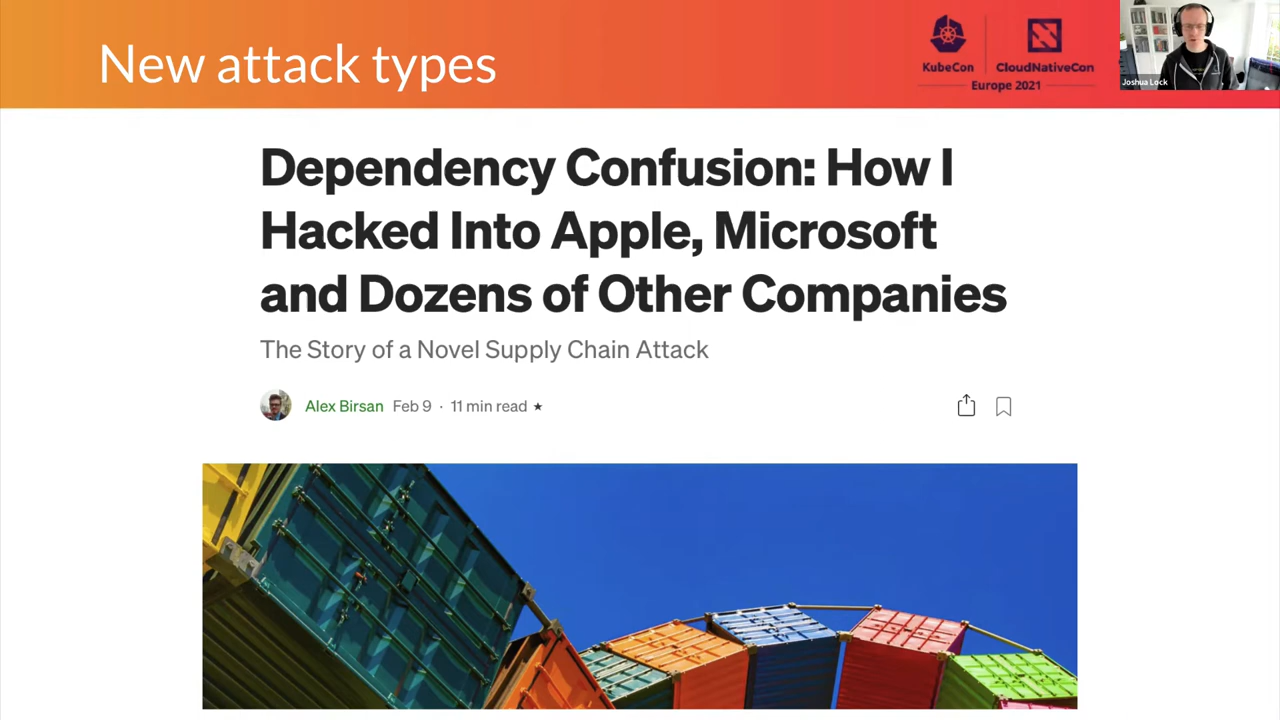 New attack types
KubeCon
CloudNativeCon
Europe 2021
Joshua Lock
Dependency Confusion: How I
Hacked Into Apple, Microsoft
and Dozens of Other Companies
The Story of a Novel Supply Chain Attack
Alex Birsan Feb 9 · 11 min read ★